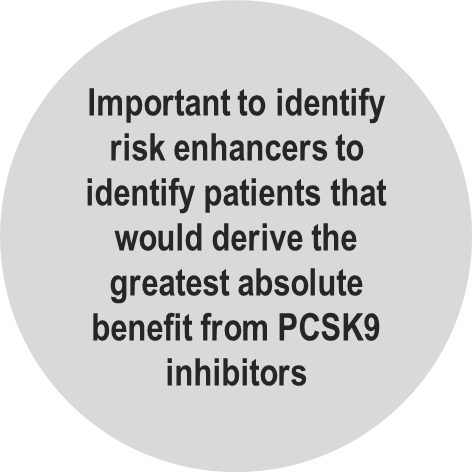 Important to identify
risk enhancers to
identify patients that
would derive the
greatest absolute
benefit from PCSK9
inhibitors